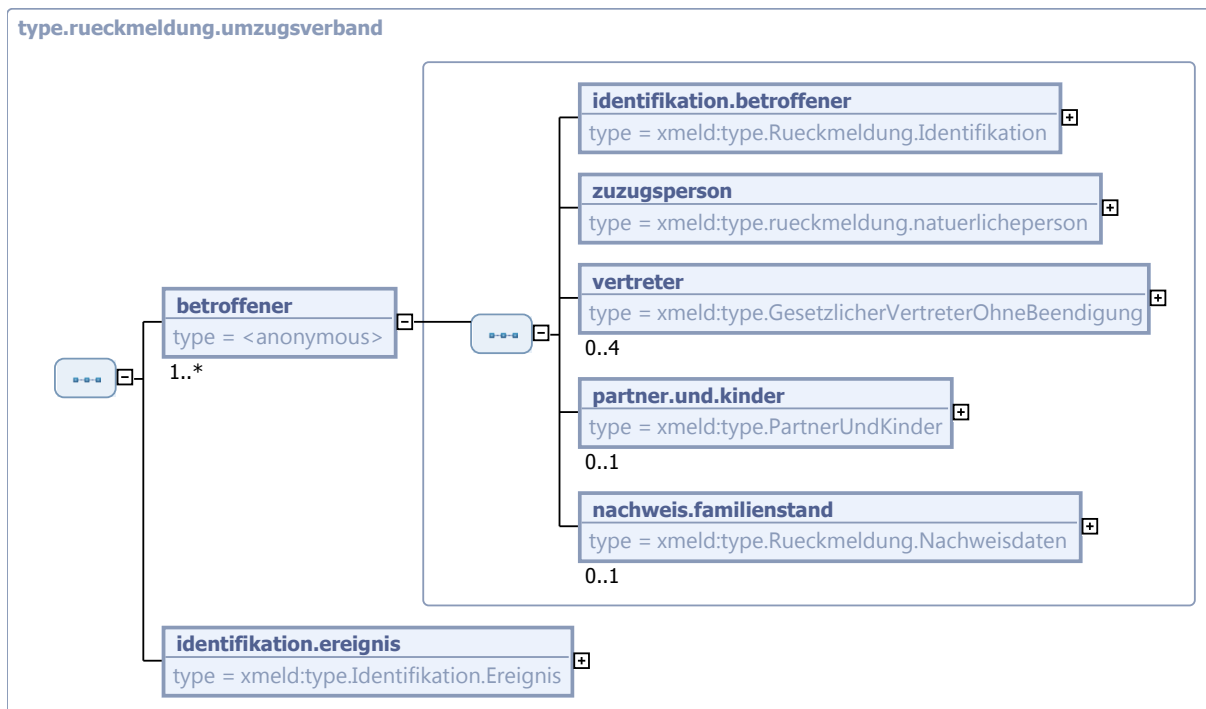 type.rueckmeldung.umzugsverband
identifikation.betroffener
type = xmeld:type.Rueckmeldung.Identifikation
zuzugsperson
type = xmeld:type.rueckmeldung.natuerlicheperson
vertreter
type = xmeld:type.GesetzlicherVertreterOhneBeendigung
0..4
betroffener
type = <anonymous>
1..*
partner.und.kinder
type = xmeld:type.PartnerUndKinder
0..1
nachweis.familienstand
type = xmeld:type.Rueckmeldung.Nachweisdaten
0..1
identifikation.ereignis
type = xmeld:type.Identifikation.Ereignis